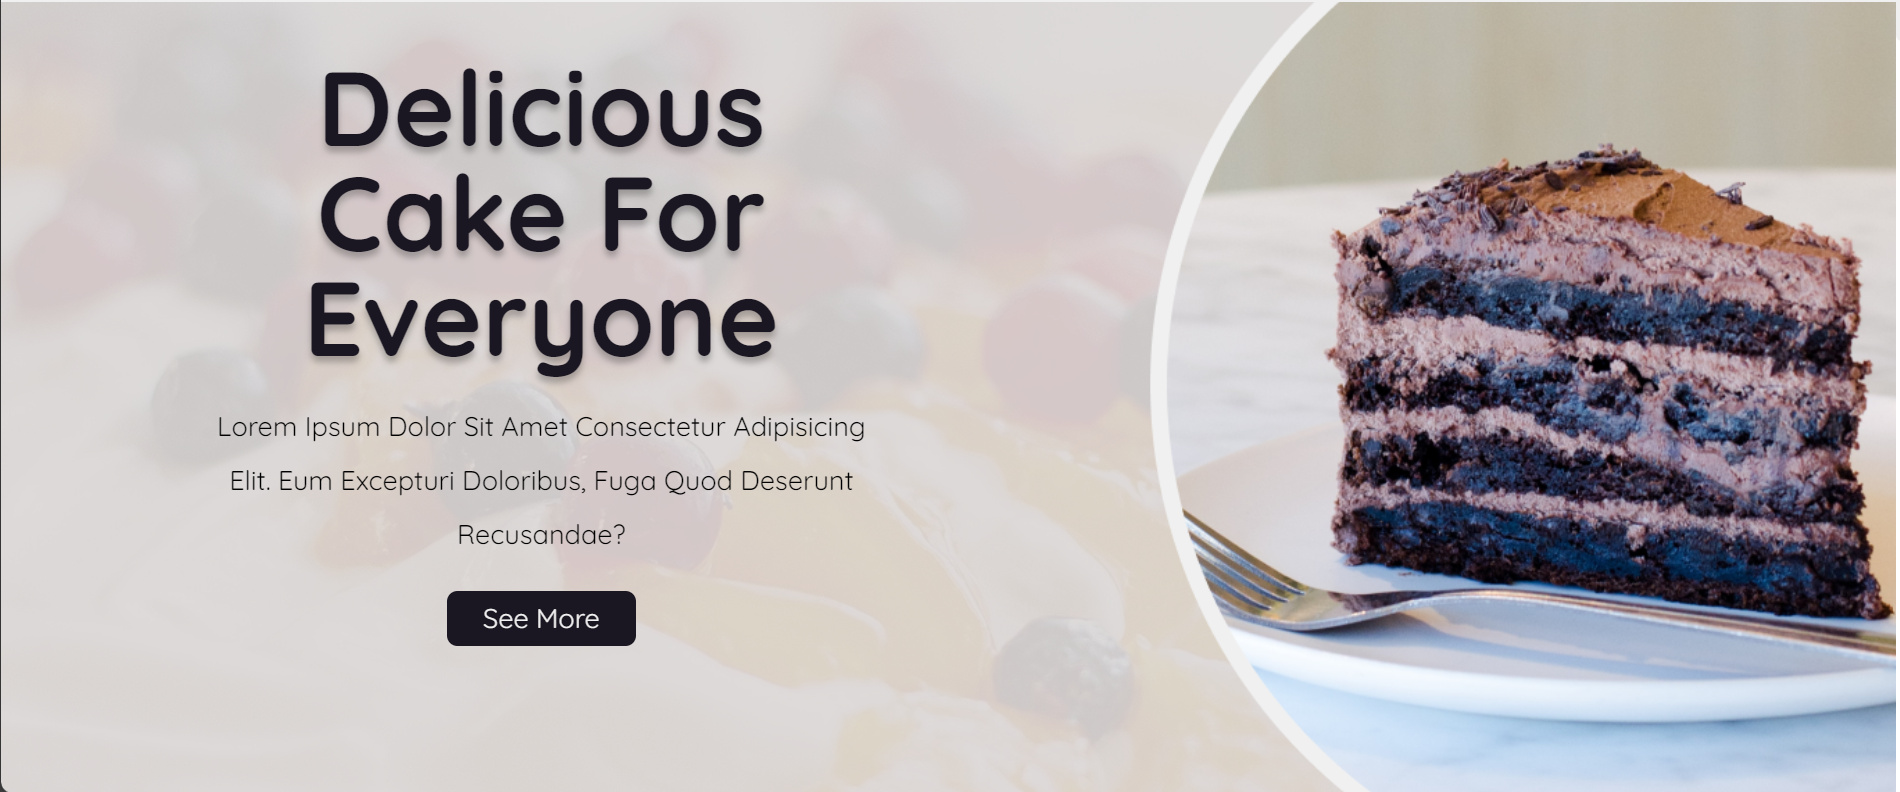 Delicious
Cake For
Everyone
Lorem Ipsum Dolor Sit Amet Consectetur Adipisicing
Elit. Eum Excepturi Doloribus, Fuga Quod Deserunt
Recusandae?
See More